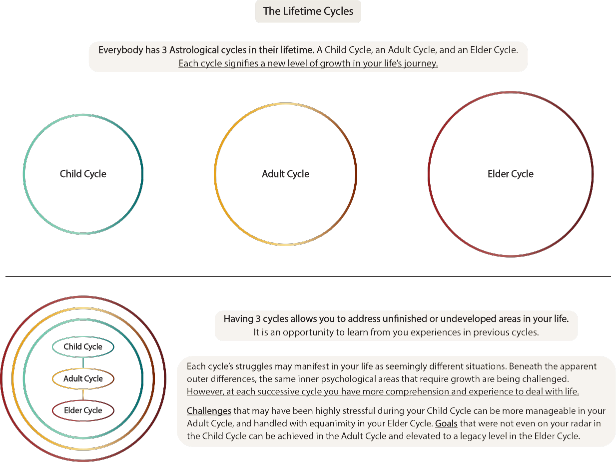 The Lifetime Cycles
Everybody has 3 Astrological cycles in their lifetime. A Child Cycle, an Adult Cycle, and an Elder Cycle.
Each cycle signifies a new level of growth in your life's journey.
Child Cycle
Adult Cycle
Elder Cycle
Child Cycle
Adult Cycle
Elder Cycle
Having 3 cycles allows you to address unfinished or undeveloped areas in your life.
It is an opportunity to learn from you experiences in previous cycles.
Each cycle's struggles may manifest in your life as seemingly different situations. Beneath the apparent
outer differences, the same inner psychological areas that require growth are being challenged.
However, at each successive cycle you have more comprehension and experience to deal with life.
Challenges that may have been highly stressful during your Child Cycle can be more manageable in your
Adult Cycle, and handled with equanimity in your Elder Cycle. Goals that were not even on your radar in
the Child Cycle can be achieved in the Adult Cycle and elevated to a legacy level in the Elder Cycle.